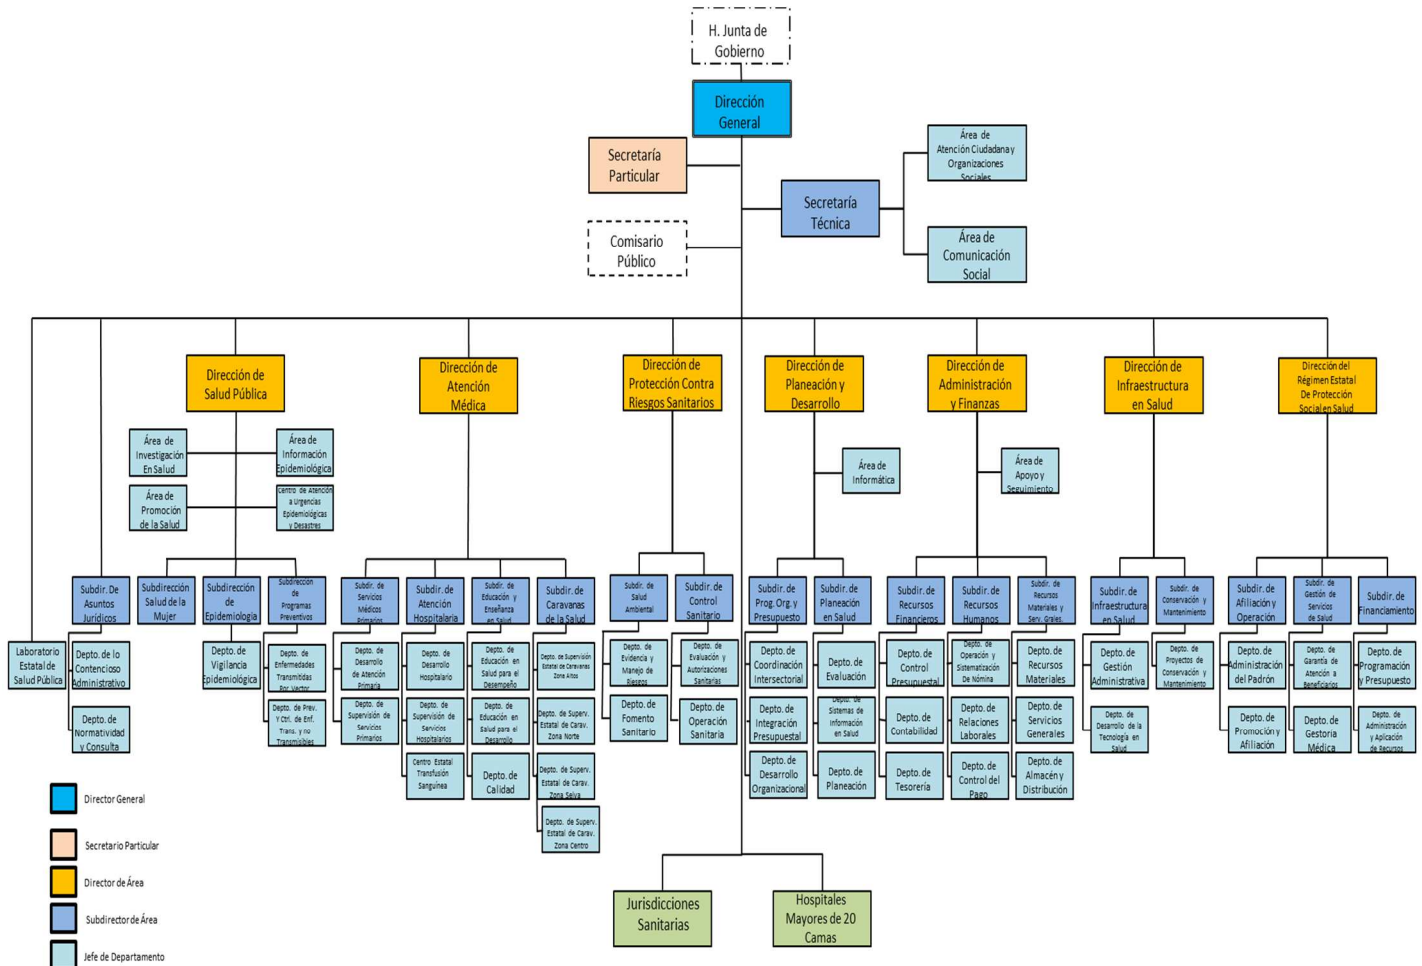 H. Junta de
Gobierno
Dirección
General
Secretaría
Particular
Secretaría
Técnica
Área de
Atención Ciudadana y
Organizaciones
Sociales
Comisario
Público
Área de
Comunicación
Social
Dirección de
Salud Pública
Dirección de
Atención
Médica
Dirección de
Protección Contra
Riesgos Sanitarios
Dirección de
Planeación y
Desarrollo
Dirección de
Administración
y Finanzas
Dirección de
Infraestructura
en Salud
Dirección del
Régimen Estatal
De Protección
Social en Salud
Área de
Investigación
En Salud
Área de
Información
Epidemiológica
Área de
Promoción
de la Salud
Centro de Atención
a Urgencias
Epidemiológicas
y Desastres
Área de
Informática
Área de
Apoyo y
Seguimiento
Subdir. De
Asuntos
Jurídicos
Subdirección
Salud de la
Mujer
Subdirección
de
Epidemiologia
Subdirección
de
Programas
Preventivos
Subdir. de
Servicios
Médicos
Primarios
Subdir. de
Atención
Hospitalaria
Subdir. de
Educación y
Enseñanza
en Salud
Subdir. de
Caravanas
de la Salud
Subdir. de
Salud
Ambiental
Subdir. de
Control
Sanitario
Subdir. de
Prog. Org. y
Presupuesto
Subdir. de
Planeación
en Salud
Subdir. de
Recursos
Financieros
Subdir. de
Recursos
Humanos
Subdir. de
Recursos
Materiales y
Serv. Grales.
Subdir. de
Infraestructura
en Salud
Subdir. de
Conservación y
Mantenimiento
Subdir. de
Afiliación y
Operación
Subdir. de
Gestión de
Servicios
de Salud
Subdir. de
Financiamiento
Laboratorio
Estatal de
Salud Pública
Depto. de lo
Contencioso
Administrativo
Depto. de
Vigilancia
Epidemiológica
Depto. de
Enfermedades
Transmitidas
Por Vector
Depto. de
Desarrollo
de Atención
Primaria
Depto. de
Desarrollo
Hospitalario
Depto. de
Educación en
Salud para el
Desempeño
Depto. de Supervisión
Estatal de Caravanas
Zona Altos
Depto. de
Evidencia y
Manejo de
Riesgos
Depto. de
Evaluación y
Autorizaciones
Sanitarias
Depto. de
Coordinación
Intersectorial
Depto. de
Evaluación
Depto. de
Control
Presupuestal
Depto. de
Operación y
Sistematización
De Nómina
Depto. de
Recursos
Materiales
Depto. de
Gestión
Administrativa
Depto. de
Proyectos de
Conservación y
Mantenimiento
Depto. de
Administración
del Padrón
Depto. de
Garantía de
Atención a
Beneficiarios
Depto. de
Programación
y Presupuesto
Depto. de
Normatividad
y Consulta
Depto. de Prev.
Y Ctrl. de Enf.
Trans. y no
Transmisibles
Depto. de
Supervisión de
Servicios
Primarios
Depto. de
Supervisión de
Servicios
Hospitalarios
Depto. de
Educación en
Salud para el
Desarrollo
Depto. de Superv.
Estatal de Carav.
Zona Norte
Depto. de
Fomento
Sanitario
Depto. de
Operación
Sanitaria
Depto. de
Integración
Presupuestal
Depto. de
Sistemas de
Información
en Salud
Depto. de
Contabilidad
Depto. de
Relaciones
Laborales
Depto. de
Servicios
Generales
Depto. de
Desarrollo de la
Tecnología en
Salud
Depto. de
Promoción y
Afiliación
Depto. de
Gestoría
Médica
Depto. de
Administración
y Aplicación
de Recursos
Centro Estatal
Transfusión
Sanguínea
Depto. de
Calidad
Depto. de Superv.
Estatal de Carav.
Zona Selva
Depto. de
Desarrollo
Organizacional
Depto. de
Planeación
Depto. de
Tesorería
Depto. de
Control del
Pago
Depto. de
Almacén y
Distribución
Depto. de Superv.
Estatal de Carav.
Zona Centro
Jurisdicciones
Sanitarias
Hospitales
Mayores de 20
Camas
Director General
Secretario Particular
Director de Área
Subdirector de Área
Jefe de Departamento